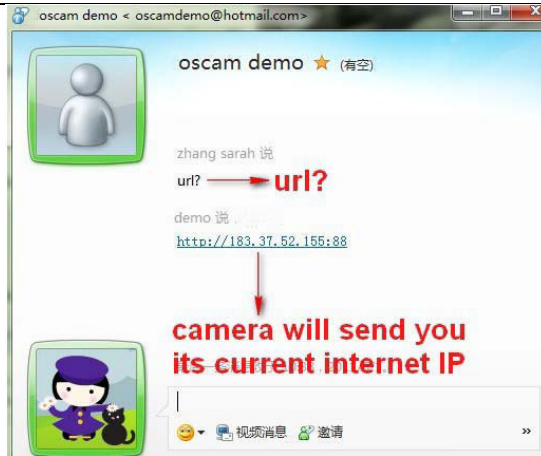 oscam demo < oscamdemo@hotmail.com>
oscam demo (有空)
zhang sarah 说
url? url?
demo 说
http://183.37.52.155:88
camera will send you
its current internet IP
视频消息 邀请 »